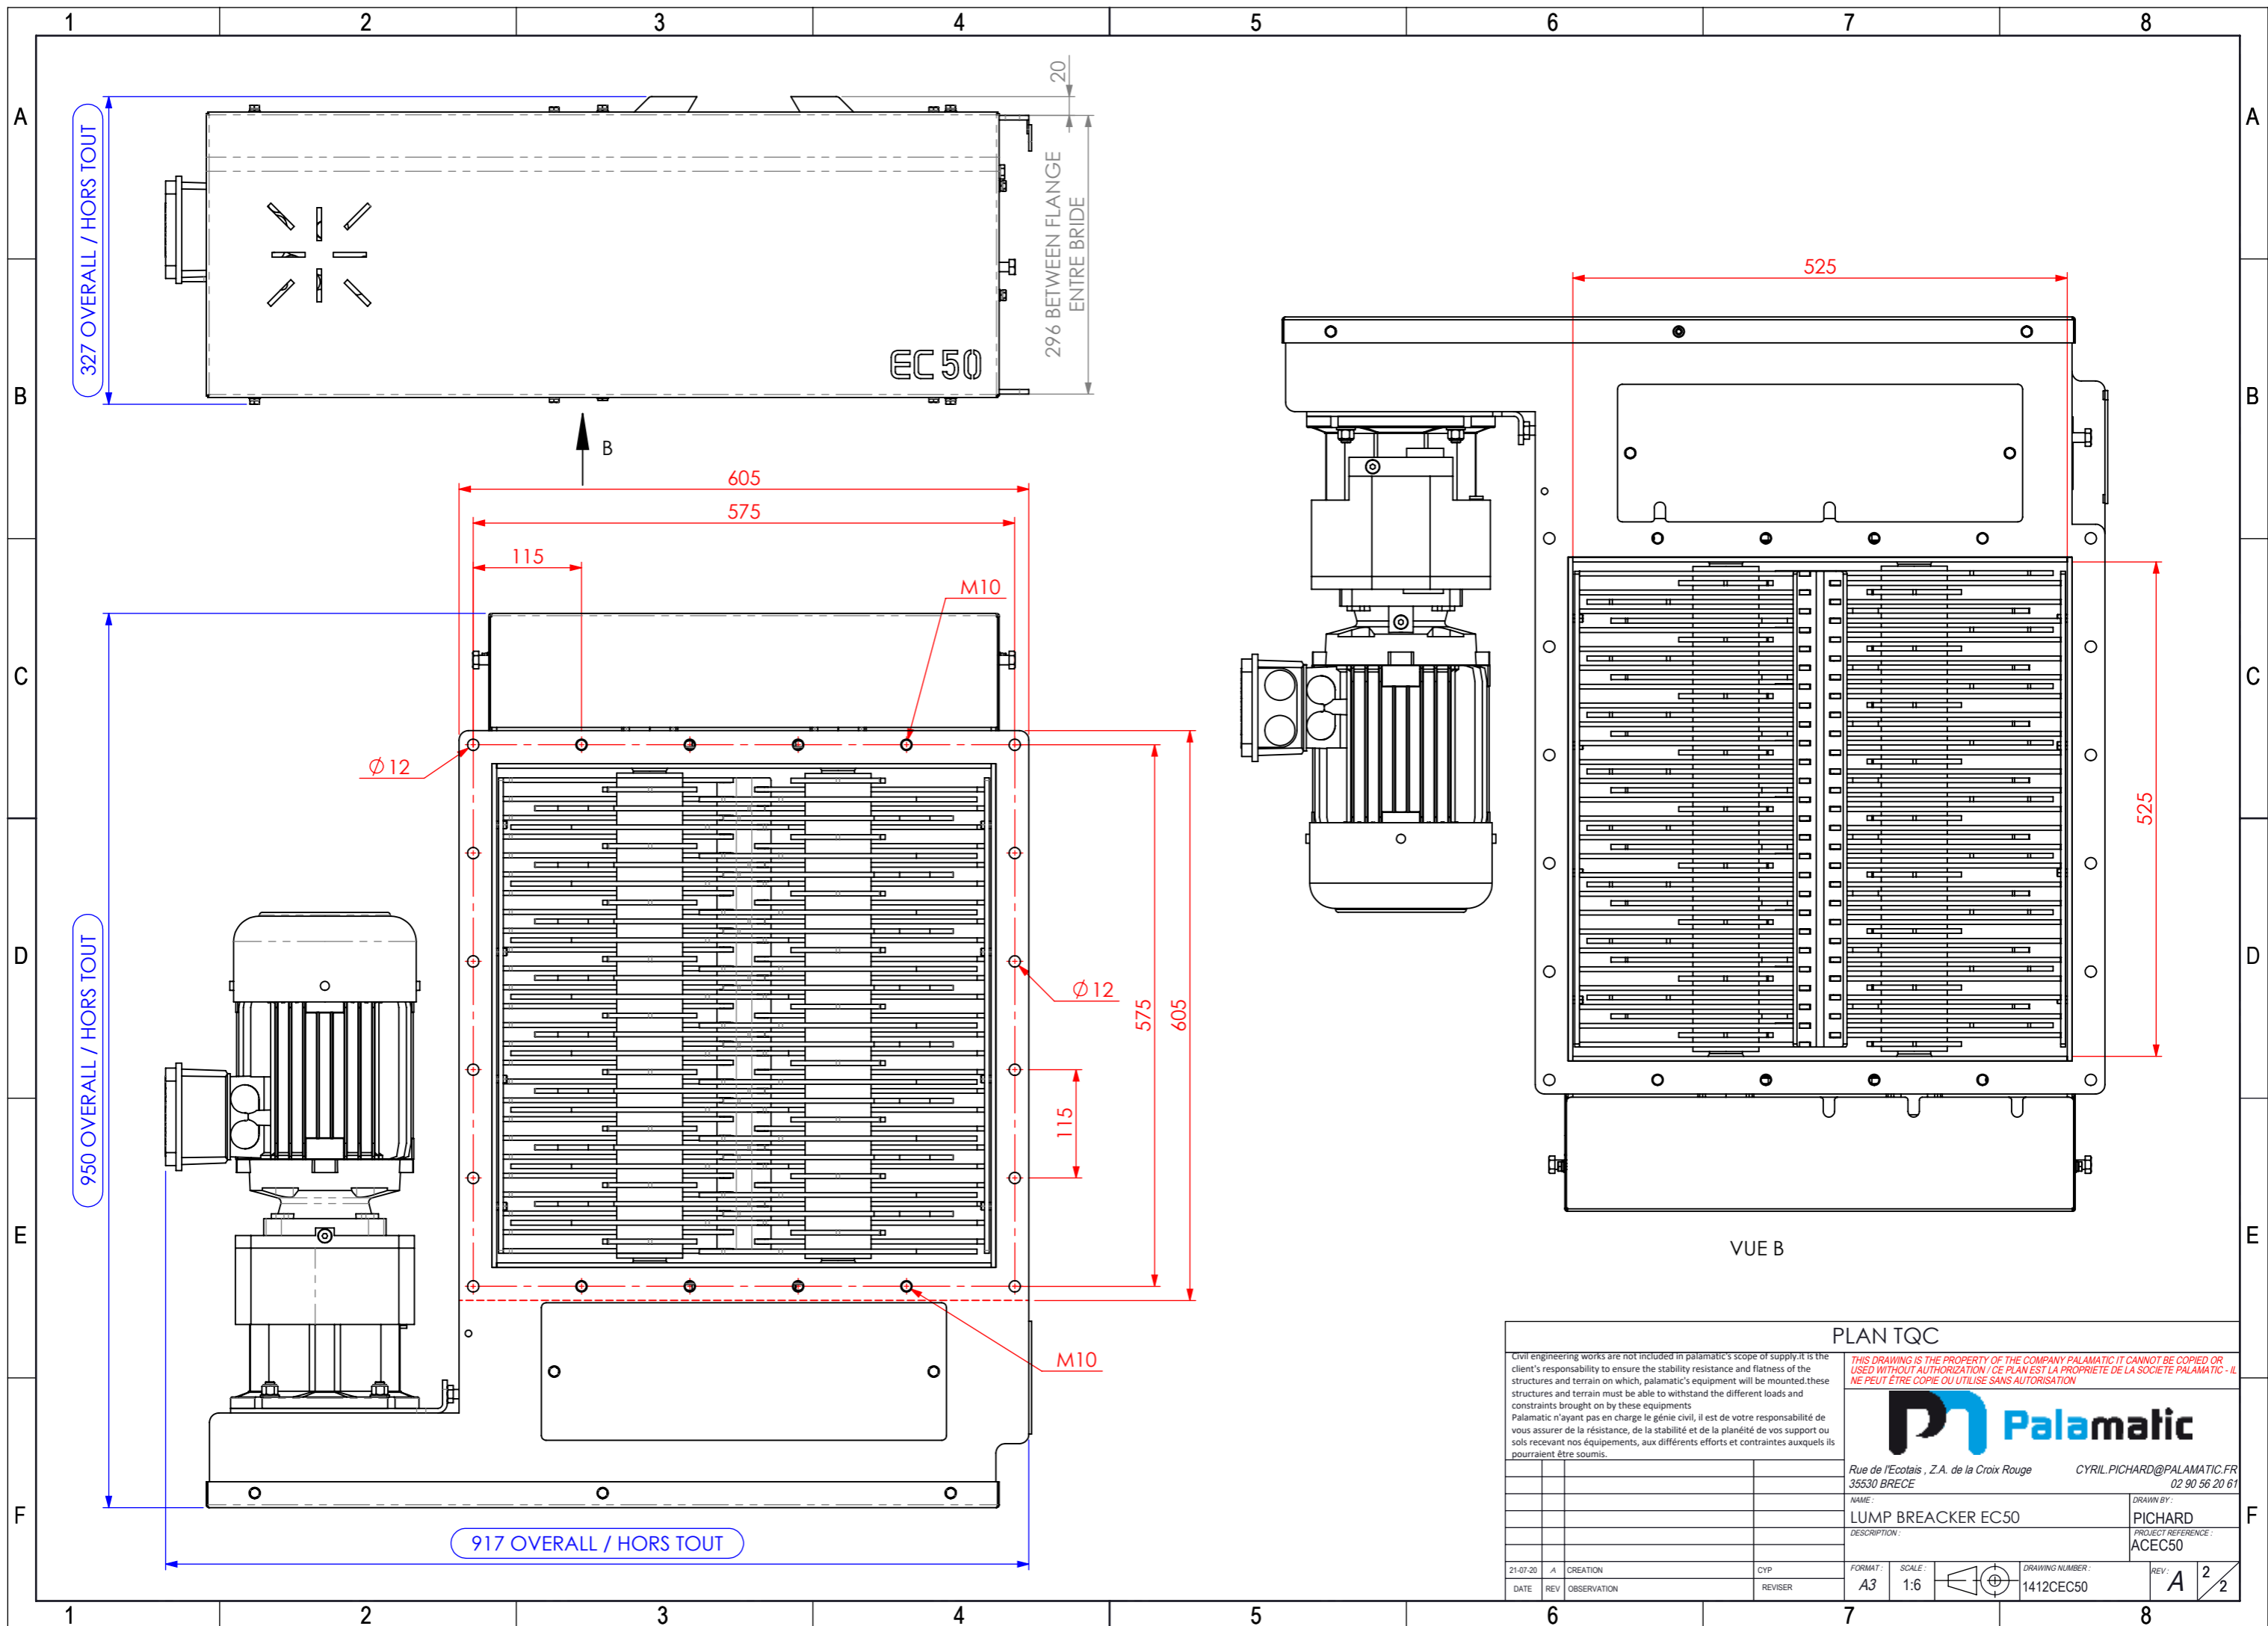 1 2 3 4 5 6 7 8
A
B
C
D
E
F
A
B
C
D
E
F
327 OVERALL / HORS TOUT
20
296 BETWEEN FLANGE
ENTRE BRIDE
EC50
B
605
575
115
M10
Ø12
950 OVERALL / HORS TOUT
Ø12
575
605
115
M10
917 OVERALL / HORS TOUT
525
525
VUE B
PLAN TQC
Civil engineering works are not included in palamatic's scope of supply.it is the
client's responsibility to ensure the stability resistance and flatness of the
structures and terrain on which, palamatic's equipment will be mounted.these
structures and terrain must be able to withstand the different loads and
constraints brought on by these equipments
Palamatic n'ayant pas en charge le génie civil, il est de votre responsabilité de
vous assurer de la résistance, de la stabilité et de la planéité de vos support ou
sols recevant nos équipements, aux différents efforts et contraintes auxquels ils
pourraient être soumis.
THIS DRAWING IS THE PROPERTY OF THE COMPANY PALAMATIC IT CANNOT BE COPIED OR
USED WITHOUT AUTHORIZATION / CE PLAN EST LA PROPRIETE DE LA SOCIETE PALAMATIC - IL
NE PEUT ÊTRE COPIE OU UTILISE SANS AUTORISATION
Palamatic
Rue de l'Ecotais , Z.A. de la Croix Rouge CYRIL.PICHARD@PALAMATIC.FR
35530 BRECE 02 90 56 20 61
NAME : DRAWN BY :
LUMP BREACKER EC50 PICHARD
DESCRIPTION : PROJECT REFERENCE :
ACEC50
21-07-20 A CREATION CYP
DATE REV OBSERVATION REVISER
FORMAT : SCALE : DRAWING NUMBER : REV :
A3 1:6 1412CEC50 A 2/2
1 2 3 4 5 6 7 8